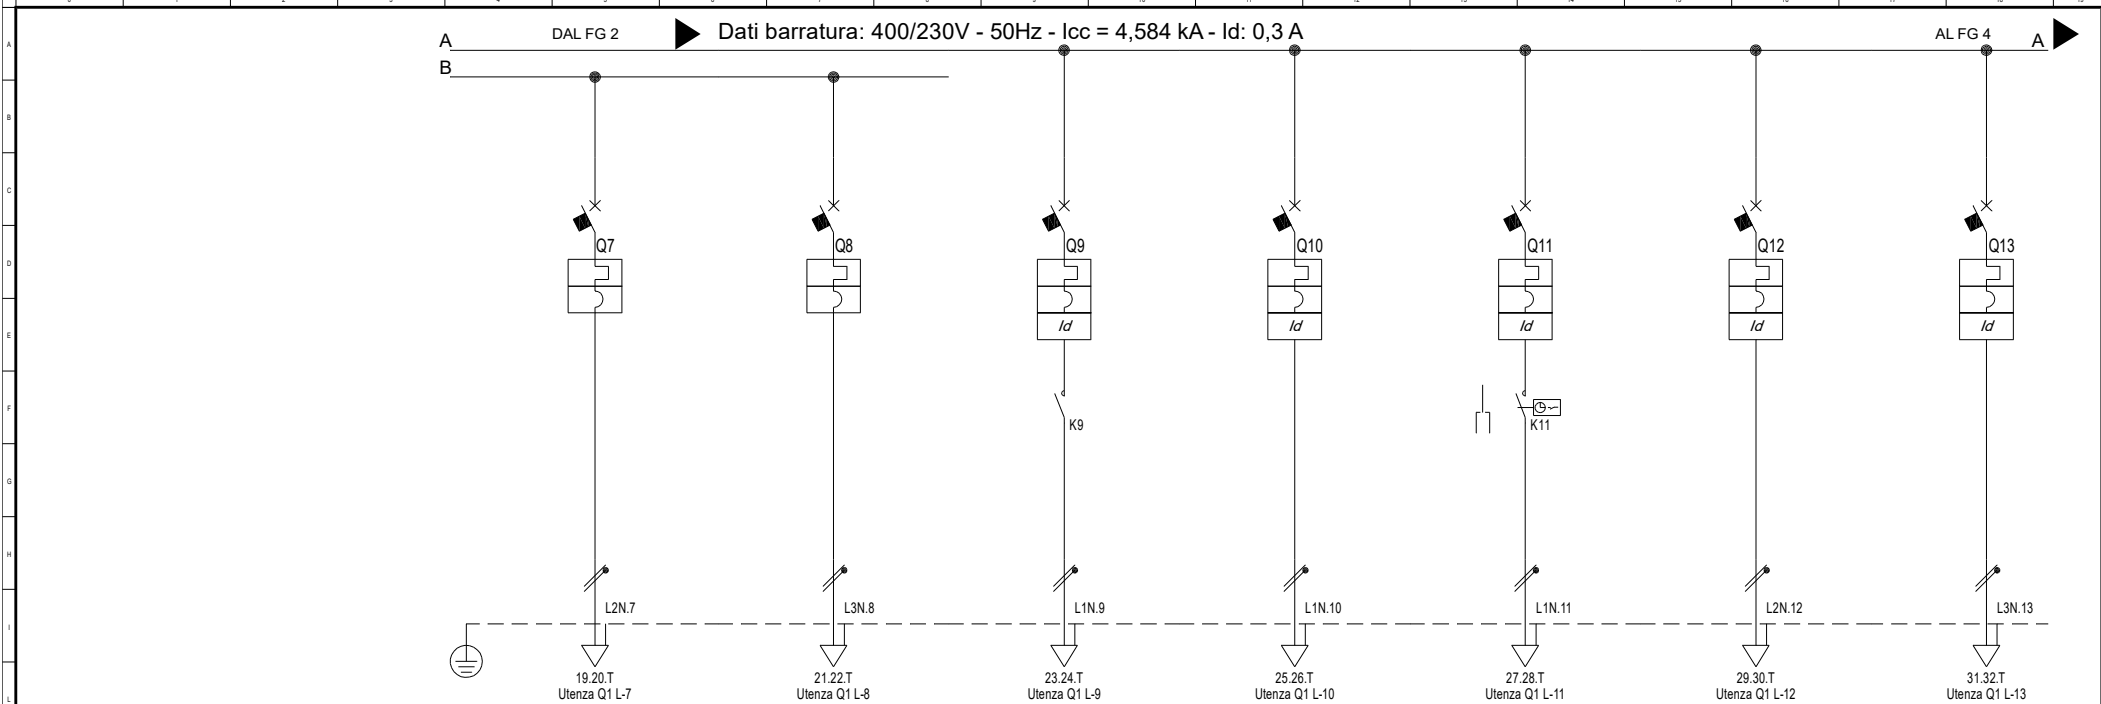 DAL FG 2 Dati barratura: 400/230V - 50Hz - Icc = 4,584 kA - Id: 0,3 A AL FG 4
A A
B
Q7 Q8 Q9 Q10 Q11 Q12 Q13
Id Id Id Id Id
K9 K11
L2N.7 L3N.8 L1N.9 L1N.10 L1N.11 L2N.12 L3N.13
19.20.T 21.22.T 23.24.T 25.26.T 27.28.T 29.30.T 31.32.T
Utenza Q1 L-7 Utenza Q1 L-8 Utenza Q1 L-9 Utenza Q1 L-10 Utenza Q1 L-11 Utenza Q1 L-12 Utenza Q1 L-13
A
B
C
D
E
F
G
H
I
L